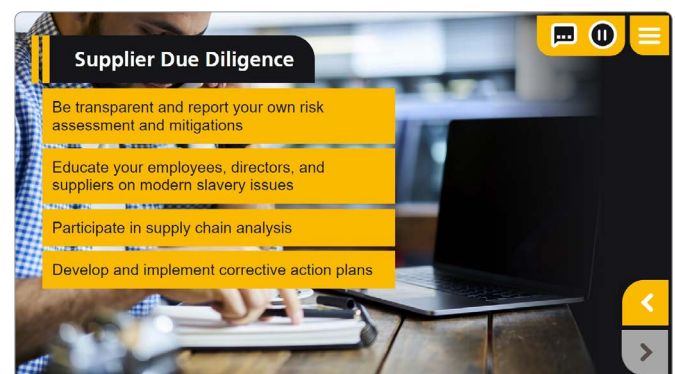 Supplier Due Diligence
Be transparent and report your own risk
assessment and mitigations
Educate your employees, directors, and
suppliers on modern slavery issues
Participate in supply chain analysis
Develop and implement corrective action plans